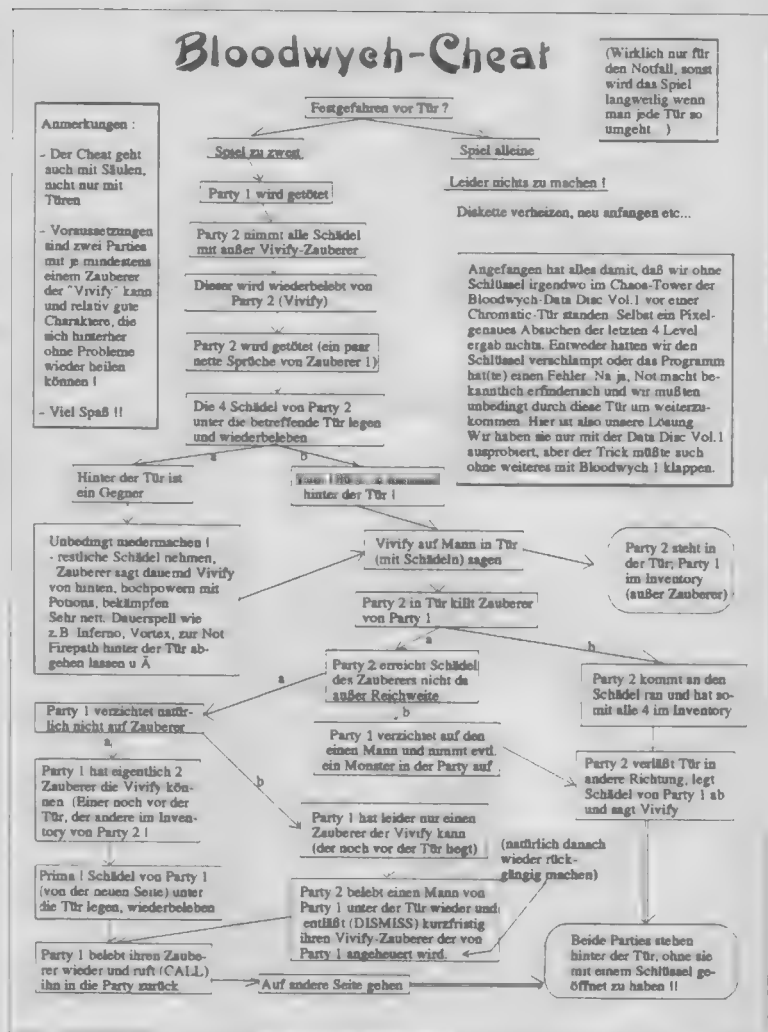 Bloodwych-Cheat
(Wirklich nur für
den Notfall, sonst
wird das Spiel
langweilig wenn
man jede Tür so
umgeht )
Anmerkungen :
- Der Cheat geht
auch mit Säulen,
nicht nur mit
Türen
- Voraussetzungen
sind zwei Parties
mit je mindestens
einem Zauberer
der "Vivify" kann
und relativ gute
Charaktere, die
sich hinterher
ohne Probleme
wieder heilen
können !
- Viel Spaß !!
Festgefahren vor Tür ?
Spiel zu zweit
Spiel alleine
Leider nichts zu machen !
Diskette verheizen, neu anfangen etc...
Party 1 wird getötet
Party 2 nimmt alle Schädel
mit außer Vivify-Zauberer
Dieser wird wiederbelebt von
Party 2 (Vivify)
Party 2 wird getötet (ein paar
nette Sprüche von Zauberer 1)
Die 4 Schädel von Party 2
unter die betreffende Tür legen
und wiederbeleben
Angefangen hat alles damit, daß wir ohne
Schlüssel irgendwo im Chaos-Tower der
Bloodwych-Data Disc Vol.1 vor einer
Chromatic-Tür standen. Selbst ein Pixel-
genaues Absuchen der letzten 4 Level
ergab nichts. Entweder hatten wir den
Schlüssel verschlampt oder das Programm
hat(te) einen Fehler. Na ja, Not macht be-
kanntlich erfinderisch und wir mußten
unbedingt durch diese Tür um weiterzu-
kommen. Hier ist also unsere Lösung.
Wir haben sie nur mit der Data Disc Vol.1
ausprobiert, aber der Trick müßte auch
ohne weiteres mit Bloodwych 1 klappen.
a
b
Hinter der Tür ist
ein Gegner
hinter der Tür !
Unbedingt niedermachen !
- restliche Schädel nehmen,
Zauberer sagt dauernd Vivify
von hinten, hochpowern mit
Potions, bekämpfen
Sehr nett. Dauerspell wie
z.B Inferno, Vortex, zur Not
Firepath hinter der Tür ab-
gehen lassen u Ä
Vivify auf Mann in Tür
(mit Schädeln) sagen
Party 2 steht in
der Tür; Party 1
im Inventory
(außer Zauberer)
Party 2 in Tür killt Zauberer
von Party 1
a
b
Party 2 erreicht Schädel
des Zauberers nicht da
außer Reichweite
Party 2 kommt an den
Schädel ran und hat so-
mit alle 4 im Inventory
a
b
Party 1 verzichtet natür-
lich nicht auf Zauberer
Party 1 verzichtet auf den
einen Mann und nimmt evtl.
ein Monster in der Party auf
Party 2 verläßt Tür in
andere Richtung, legt
Schädel von Party 1 ab
und sagt Vivify
a
b
Party 1 hat eigentlich 2
Zauberer die Vivify kön-
nen (Einer noch vor der
Tür, der andere im Inven-
tory von Party 2 !
Party 1 hat leider nur einen
Zauberer der Vivify kann
(der noch vor der Tür liegt)
(natürlich danach
wieder rück-
gängig machen)
Prima ! Schädel von Party 1
(von der neuen Seite) unter
die Tür legen, wiederbeleben
Party 2 belebt einen Mann von
Party 1 unter der Tür wieder und
entläßt (DISMISS) kurzfristig
ihren Vivify-Zauberer der von
Party 1 angeheuert wird.
Party 1 belebt ihren Zaube-
rer wieder und ruft (CALL)
ihn in die Party zurück
Auf andere Seite gehen
Beide Parties stehen
hinter der Tür, ohne sie
mit einem Schlüssel ge-
öffnet zu haben !!